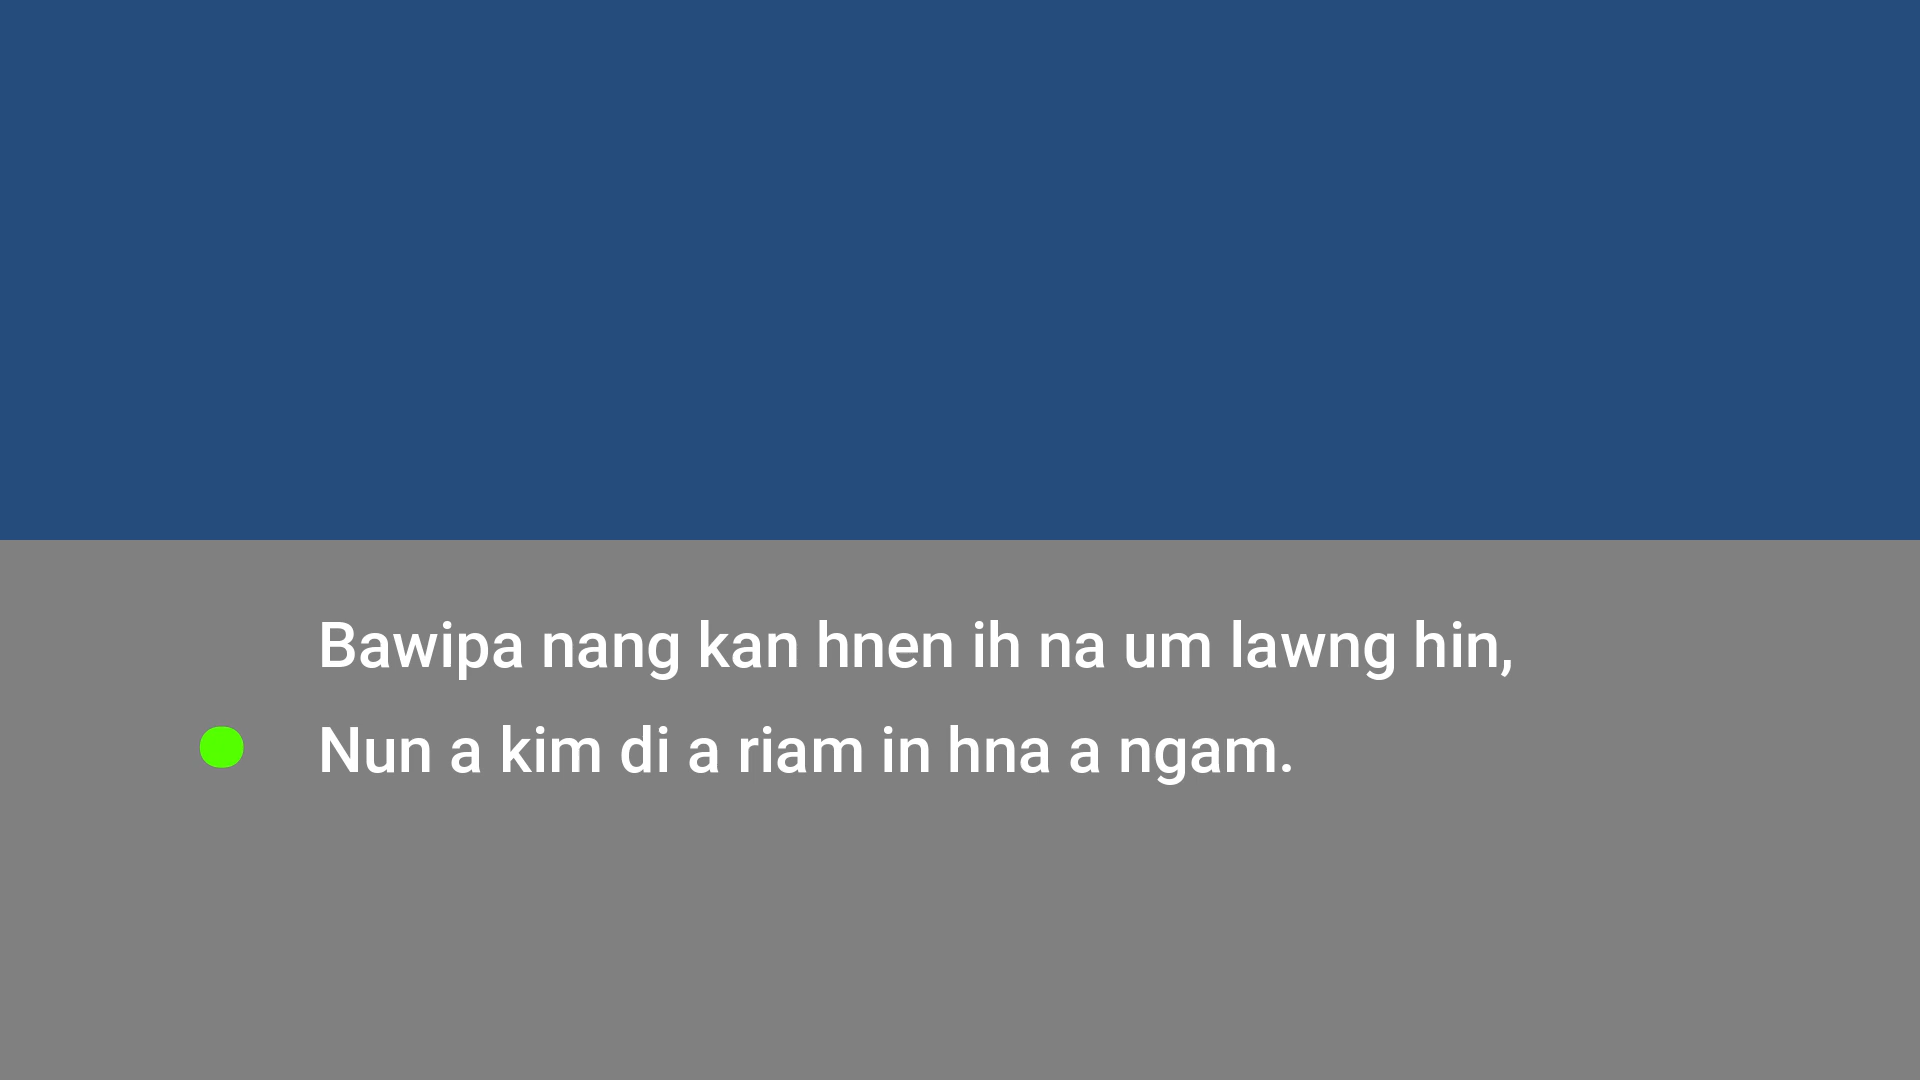 Bawipa nang kan hnen ih na um lawng hin,
Nun a kim di a riam in hna a ngam.